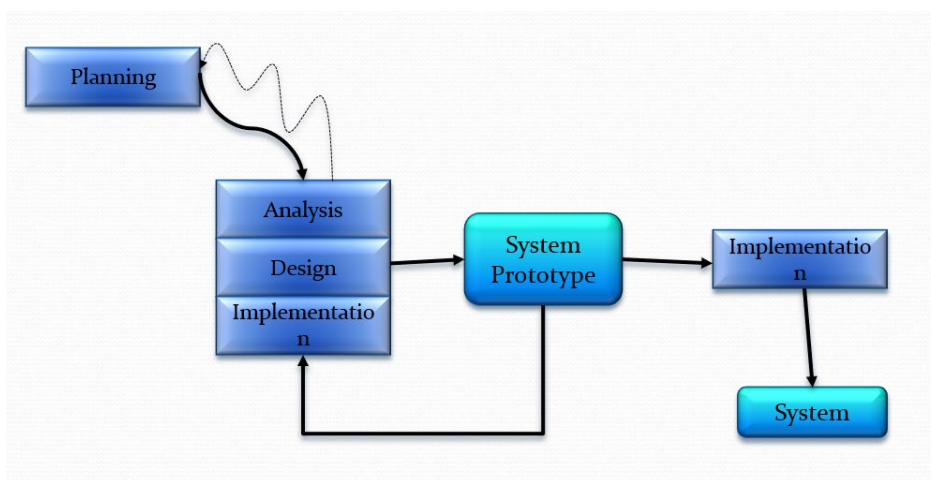 Planning
Analysis
Design
Implementatio
n
System
Prototype
Implementatio
n
System